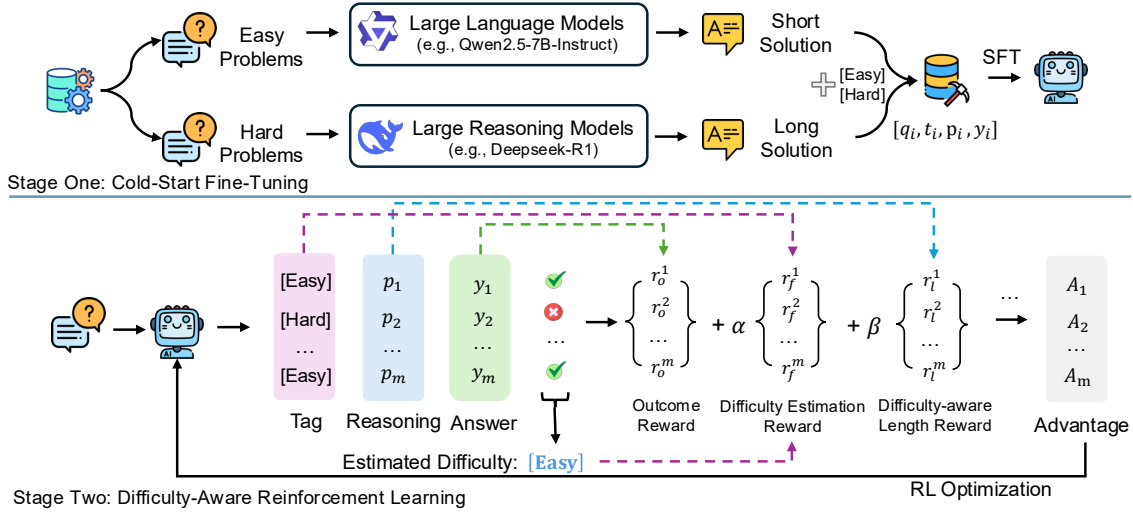 Easy
Problems
Large Language Models
(e.g., Qwen2.5-7B-Instruct)
Short
Solution
Hard
Problems
Large Reasoning Models
(e.g., Deepseek-R1)
Long
Solution
[Easy]
[Hard]
SFT
AI
[q_i, t_i, p_i, y_i]
Stage One: Cold-Start Fine-Tuning
AI
[Easy]
[Hard]
...
[Easy]
Tag
p_1
p_2
...
p_m
Reasoning
y_1
y_2
...
y_m
Answer
...
r_o^1
r_o^2
...
r_o^m
Outcome
Reward
+ α
r_f^1
r_f^2
...
r_f^m
Difficulty Estimation
Reward
+ β
r_l^1
r_l^2
...
r_l^m
Difficulty-aware
Length Reward
...
A_1
A_2
...
A_m
Advantage
Estimated Difficulty: [Easy]
RL Optimization
Stage Two: Difficulty-Aware Reinforcement Learning